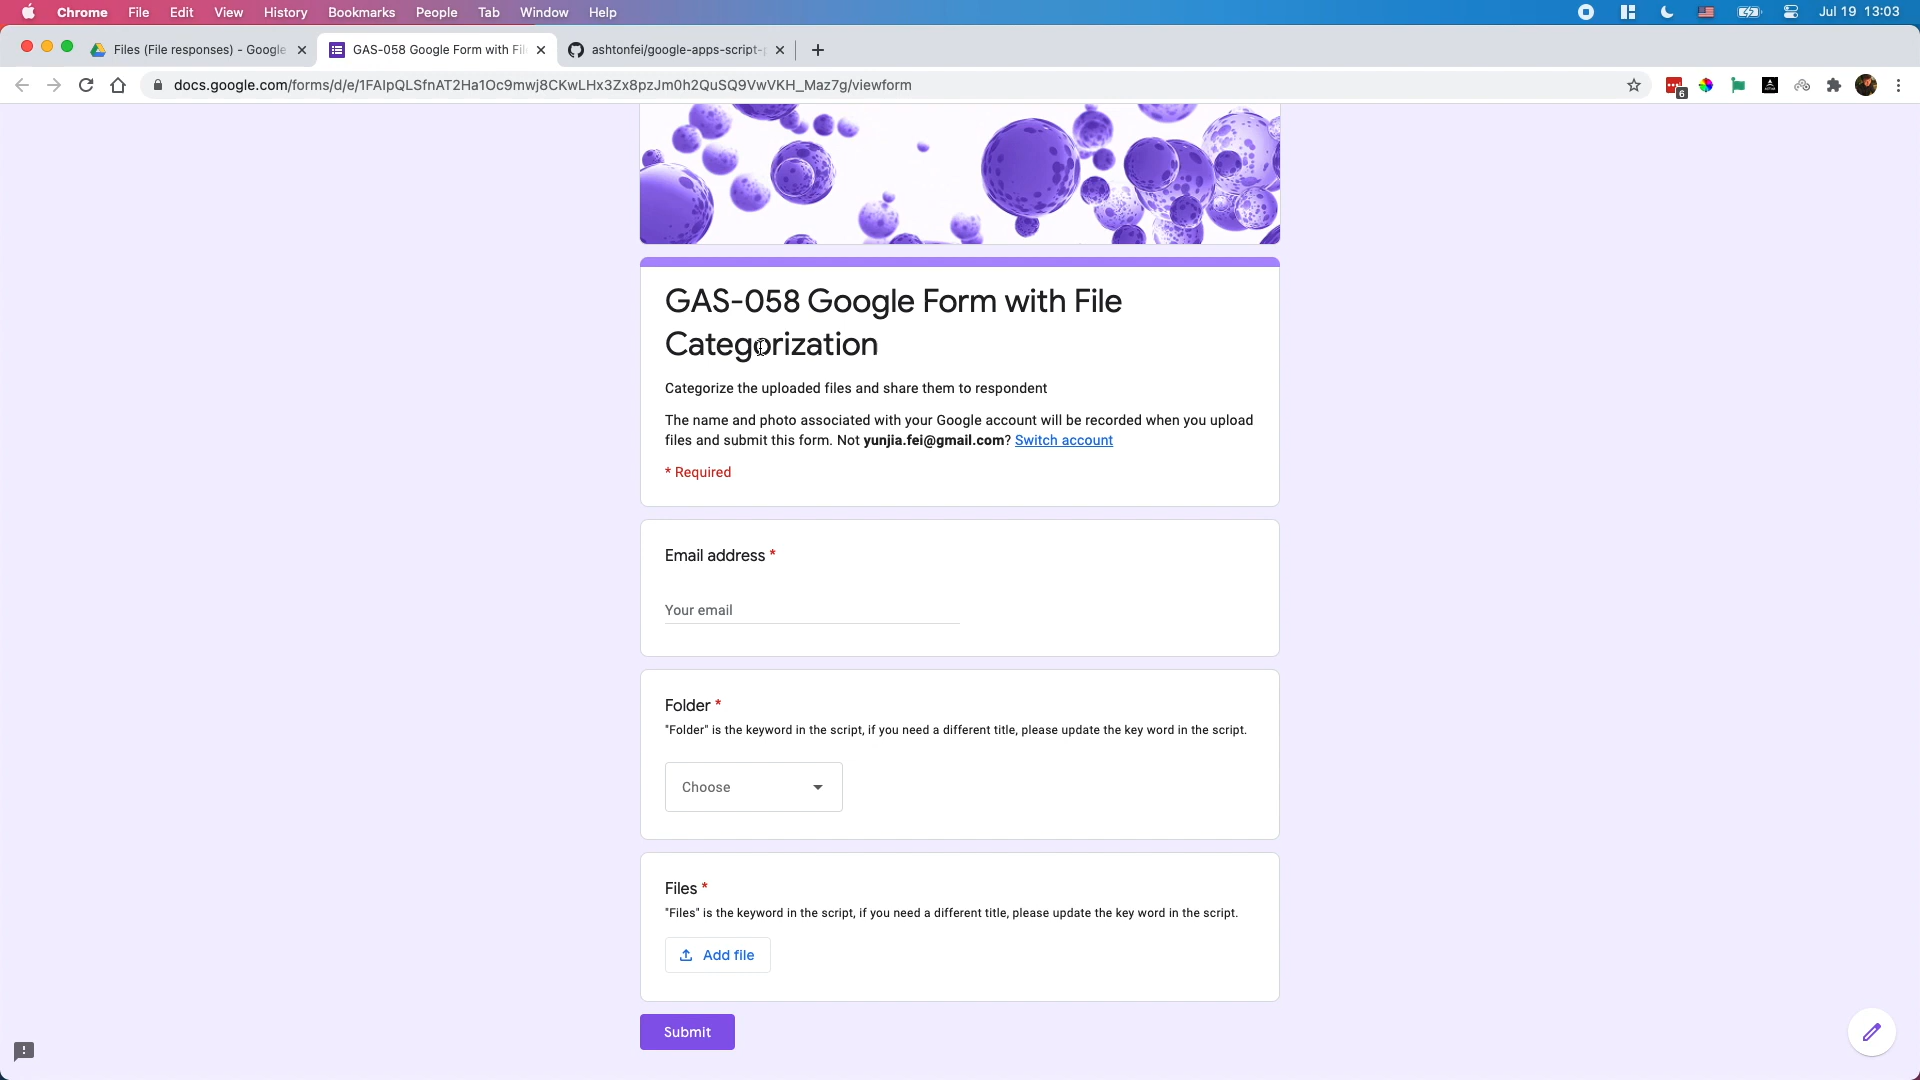 Chrome File Edit View History Bookmarks People Tab Window Help Jul 19 13:03
Files (File responses) - Google GAS-058 Google Form with Fil ashtonfei/google-apps-script-
docs.google.com/forms/d/e/1FAIpQLSfnAT2Ha1Oc9mwj8CKwLHx3Zx8pzJm0h2QuSQ9VwVKH_Maz7g/viewform 6
GAS-058 Google Form with File
Categorization
Categorize the uploaded files and share them to respondent
The name and photo associated with your Google account will be recorded when you upload
files and submit this form. Not yunjia.fei@gmail.com? Switch account
* Required
Email address *
Your email
Folder *
"Folder" is the keyword in the script, if you need a different title, please update the key word in the script.
Choose
Files *
"Files" is the keyword in the script, if you need a different title, please update the key word in the script.
Add file
Submit